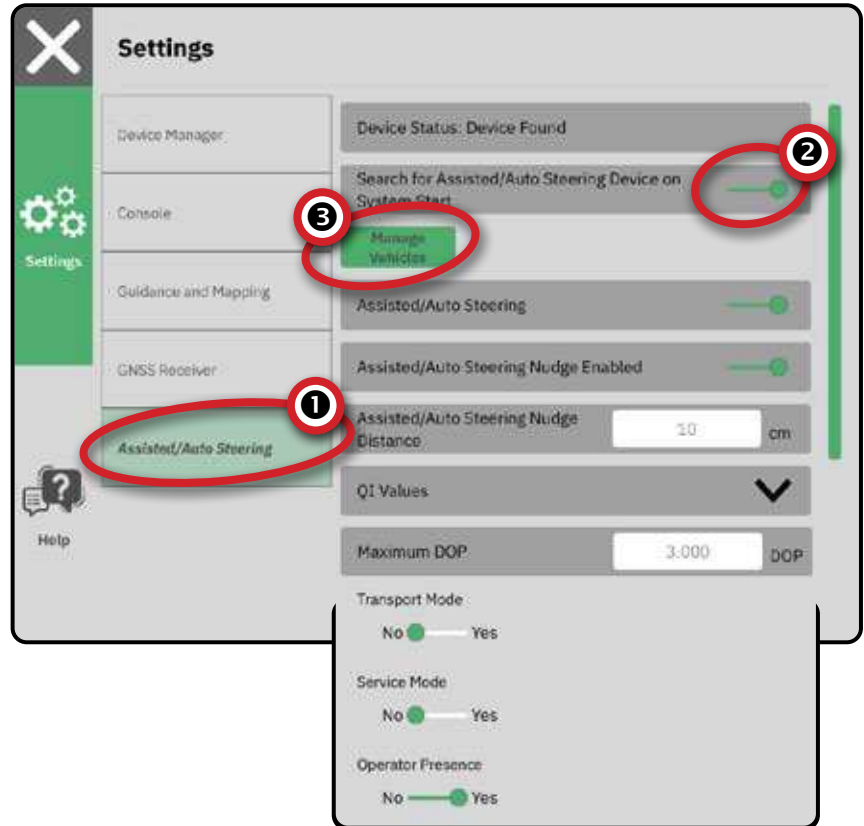 Settings
Settings
Help
Device Manager
Console
Guidance and Mapping
GNSS Receiver
Assisted/Auto Steering
Device Status: Device Found
Search for Assisted/Auto Steering Device on
System Start
Manage
Vehicles
Assisted/Auto Steering
Assisted/Auto Steering Nudge Enabled
Assisted/Auto Steering Nudge
Distance
10 cm
QI Values
Maximum DOP 3.000 DOP
Transport Mode
No Yes
Service Mode
No Yes
Operator Presence
No Yes
1
2
3